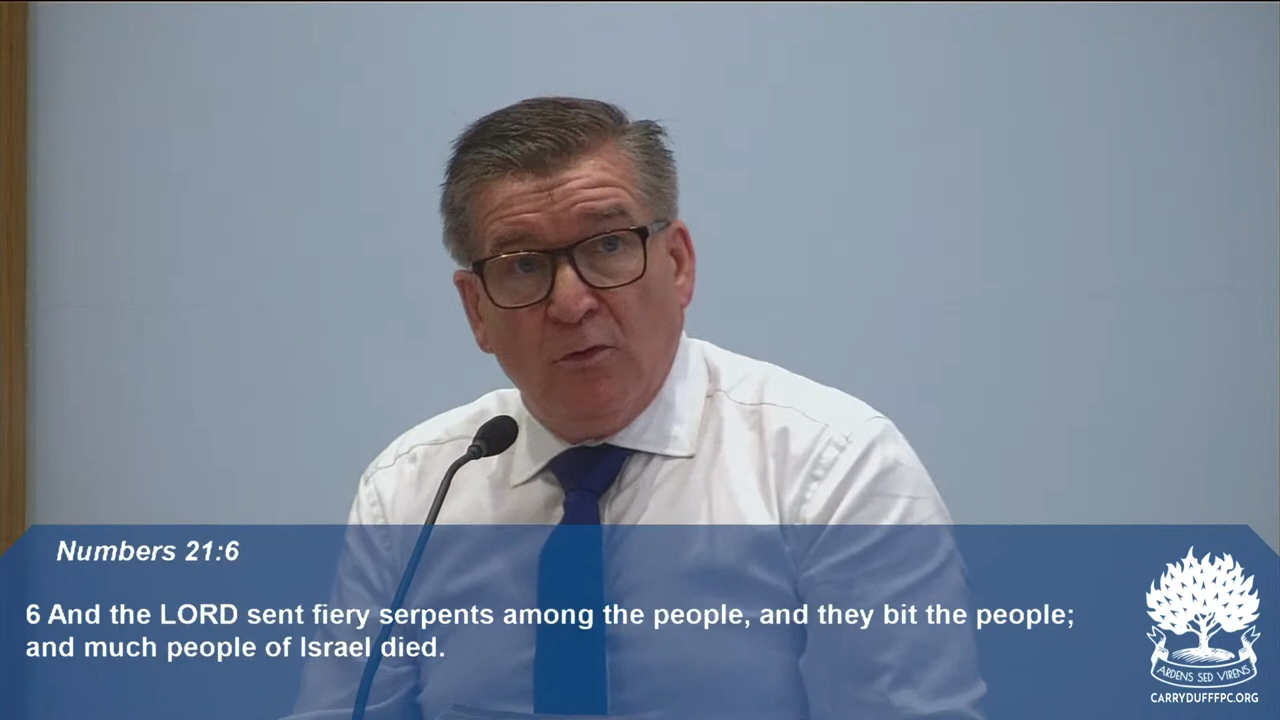 Numbers 21:6
6 And the LORD sent fiery serpents among the people, and they bit the people;
and much people of Israel died.
ARDENS SED VIRENS
CARRYDUFFFPC.ORG